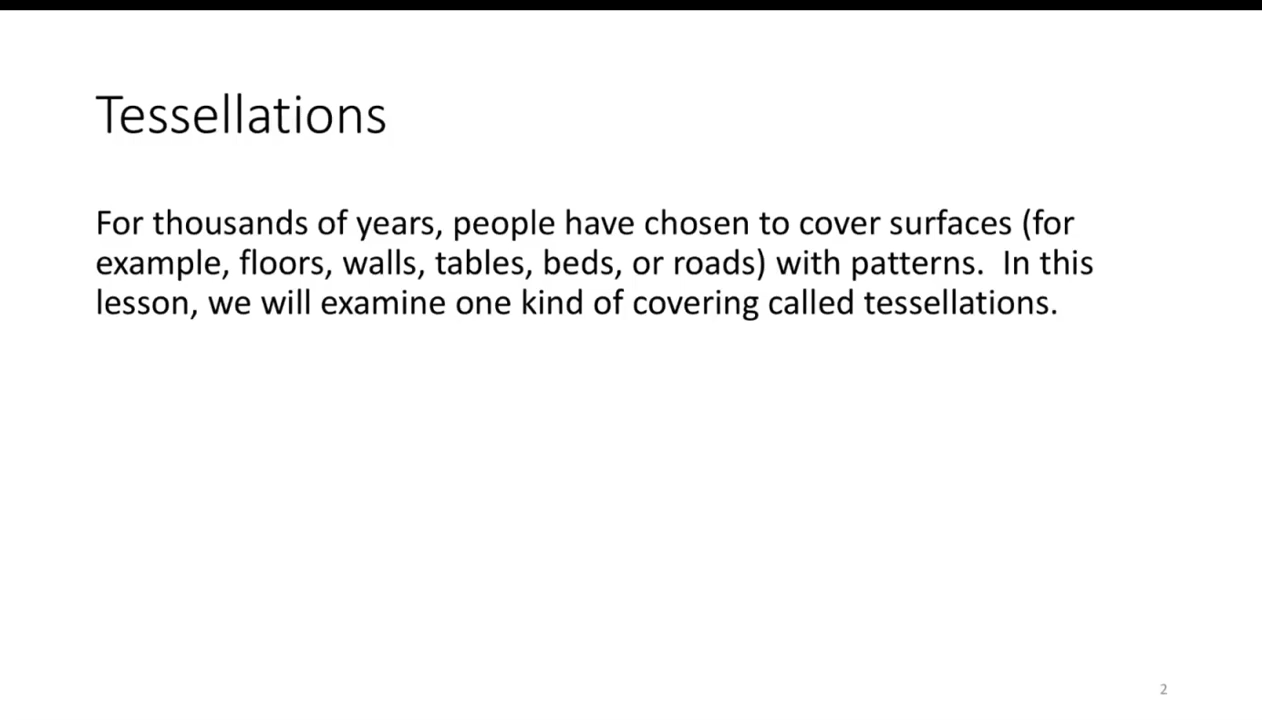 Tessellations
For thousands of years, people have chosen to cover surfaces (for
example, floors, walls, tables, beds, or roads) with patterns.  In this
lesson, we will examine one kind of covering called tessellations.
2